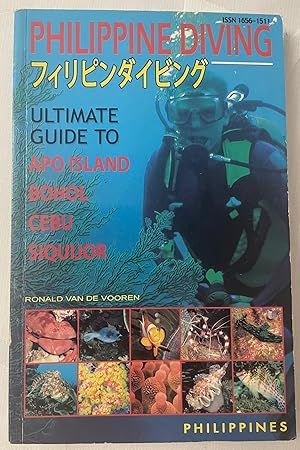 ISSN 1656-1511
PHILIPPINE DIVING
フィリピンダイビング
ULTIMATE
GUIDE TO
APO ISLAND
BOHOL
CEBU
SIQUIJOR
RONALD VAN DE VOOREN
PHILIPPINES